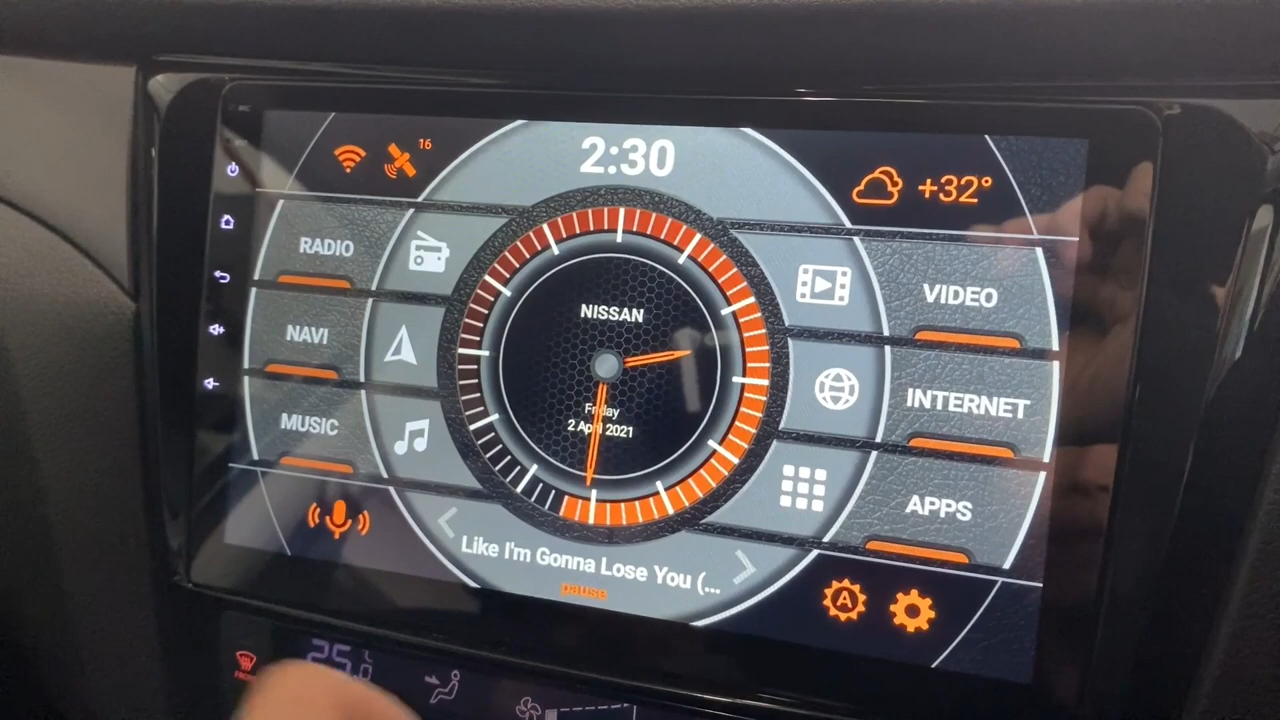 16
2:30
+32°
RADIO
NAVI
MUSIC
NISSAN
Friday
2 April 2021
VIDEO
INTERNET
APPS
Like I'm Gonna Lose You (...
pause
A
25.0
FRONT